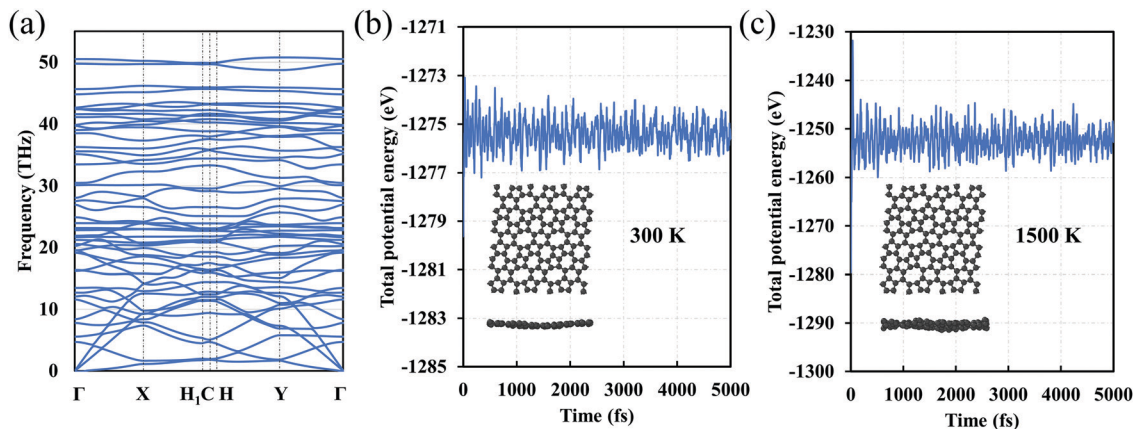 (a)
Frequency (THz)
50
40
30
20
10
0
Γ X H₁C H Y Γ
(b)
Total potential energy (eV)
-1271
-1273
-1275
-1277
-1279
-1281
-1283
-1285
300 K
0 1000 2000 3000 4000 5000
Time (fs)
(c)
Total potential energy (eV)
-1230
-1240
-1250
-1260
-1270
-1280
-1290
-1300
1500 K
0 1000 2000 3000 4000 5000
Time (fs)